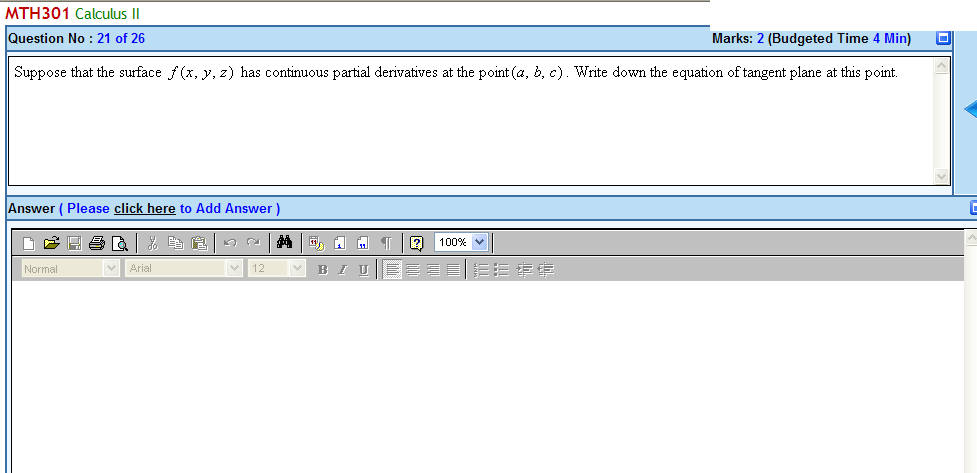 MTH301 Calculus II
Question No : 21 of 26 Marks: 2 (Budgeted Time 4 Min)
Suppose that the surface f(x, y, z) has continuous partial derivatives at the point (a, b, c). Write down the equation of tangent plane at this point.
Answer ( Please click here to Add Answer )
100%
Normal Arial 12 B I U